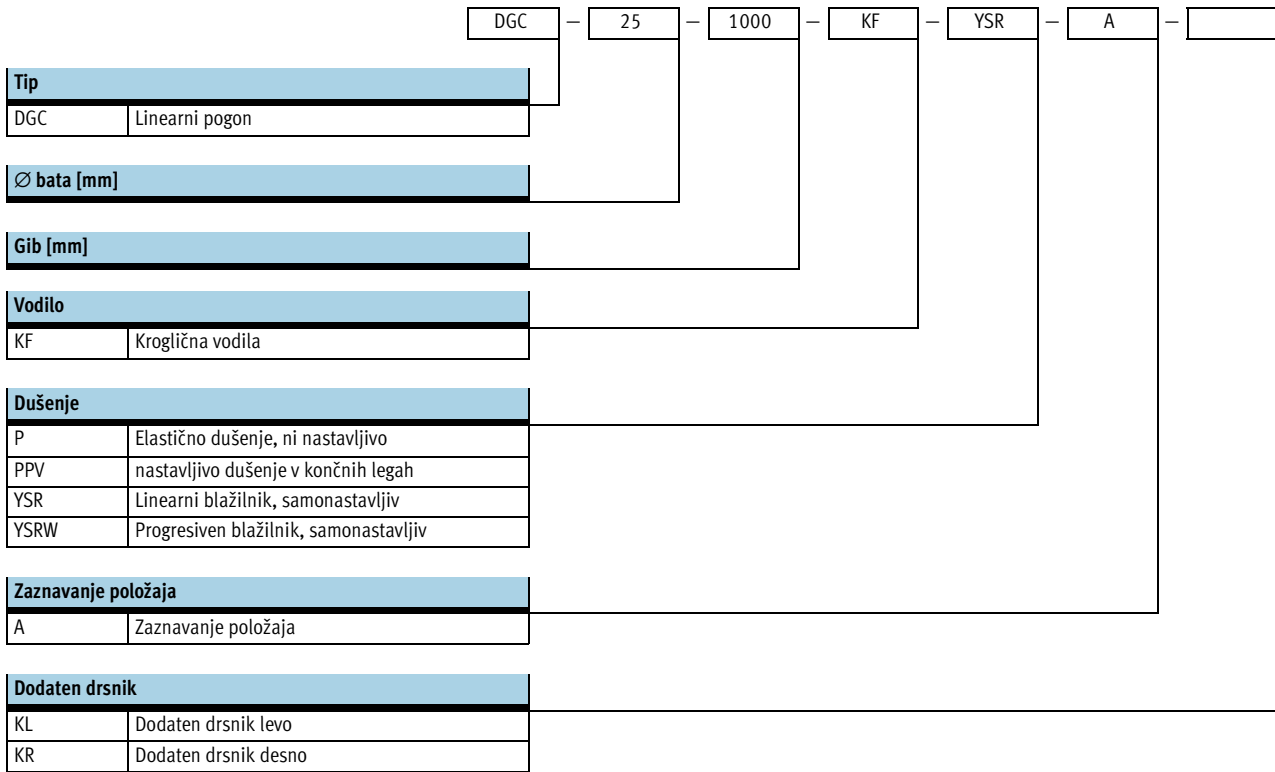 DGC – 25 – 1000 – KF – YSR – A –
Tip
DGC Linearni pogon
∅ bata [mm]
Gib [mm]
Vodilo
KF Kroglična vodila
Dušenje
P Elastično dušenje, ni nastavljivo
PPV nastavljivo dušenje v končnih legah
YSR Linearni blažilnik, samonastavljiv
YSRW Progresiven blažilnik, samonastavljiv
Zaznavanje položaja
A Zaznavanje položaja
Dodaten drsnik
KL Dodaten drsnik levo
KR Dodaten drsnik desno